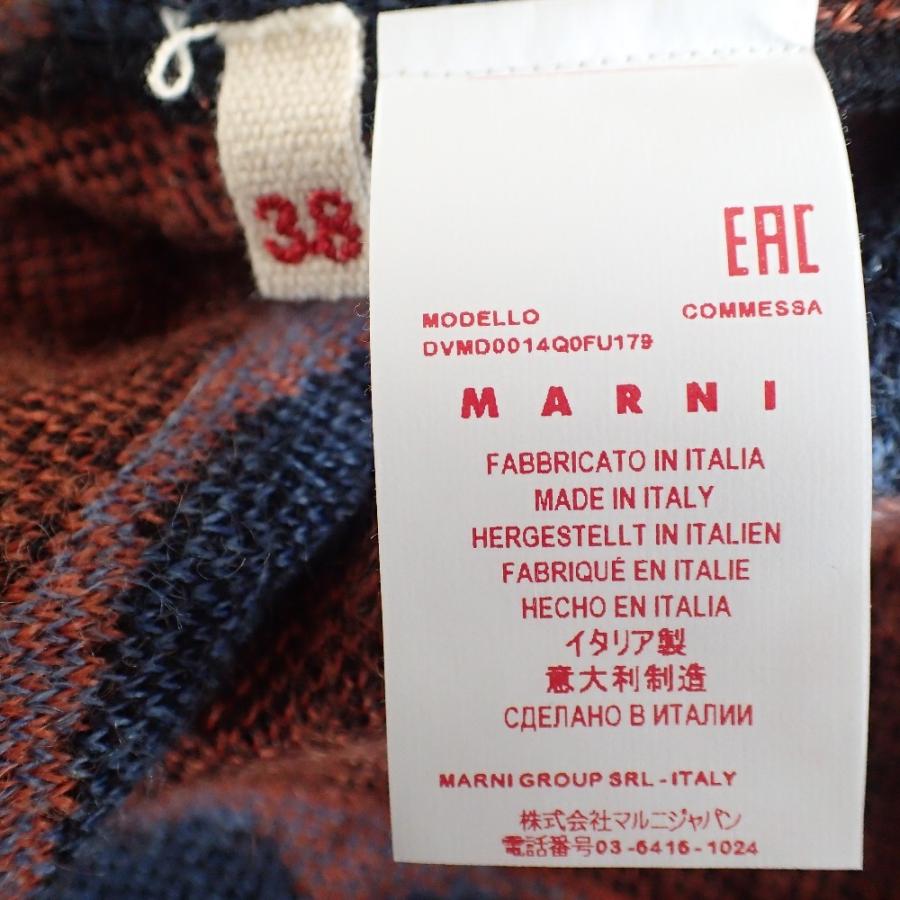 38
EAC
MODELLO COMMESSA
DVMD0014Q0FU179
MARNI
FABBRICATO IN ITALIA
MADE IN ITALY
HERGESTELLT IN ITALIEN
FABRIQUÉ EN ITALIE
HECHO EN ITALIA
イタリア製
意大利制造
СДЕЛАНО В ИТАЛИИ
MARNI GROUP SRL - ITALY
株式会社マルニジャパン
電話番号03-6416-1024